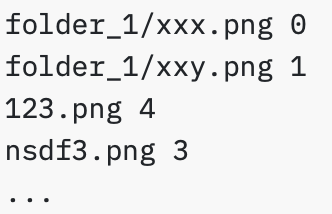 folder_1/xxx.png 0
folder_1/xxy.png 1
123.png 4
nsdf3.png 3
...